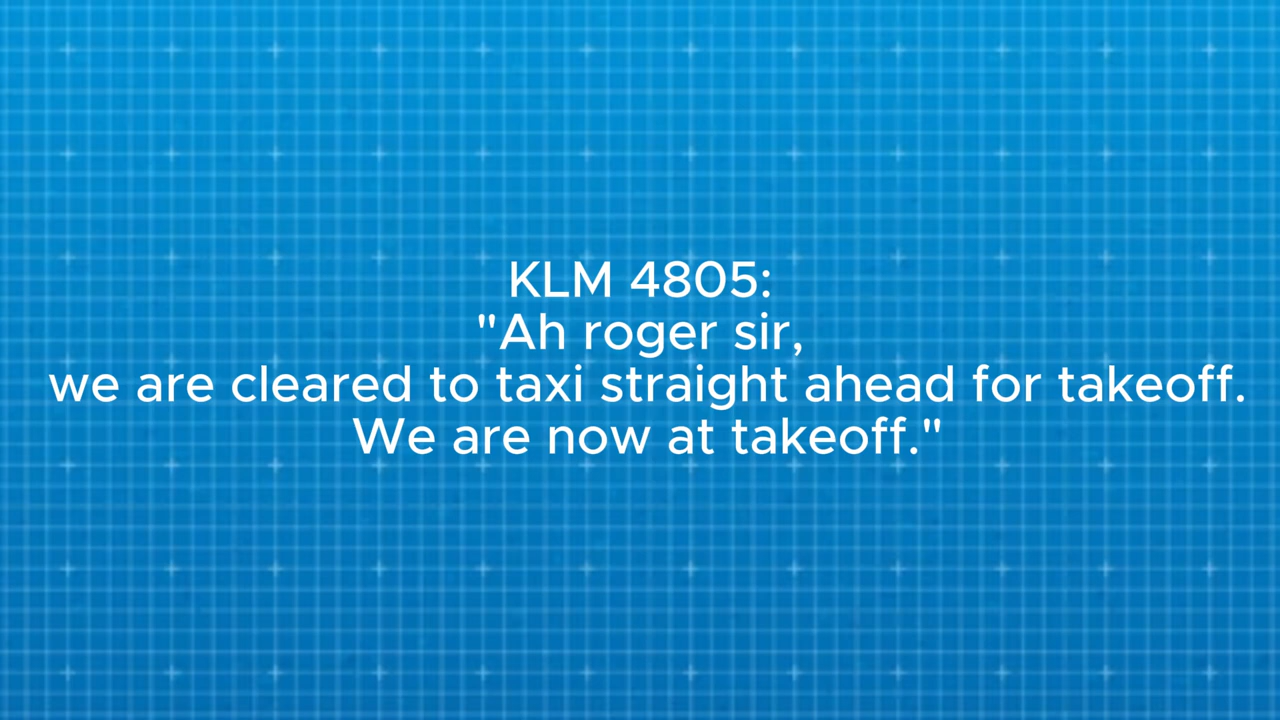 KLM 4805:
"Ah roger sir,
we are cleared to taxi straight ahead for takeoff.
We are now at takeoff."